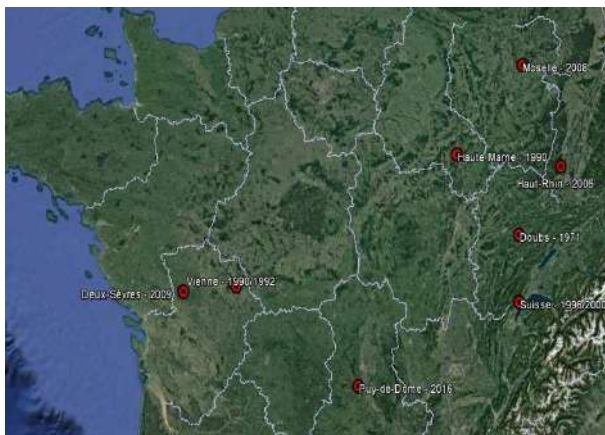 Moselle - 2008
Haute Marne - 1990
Haut-Rhin - 2006
Doubs - 1971
Vienne - 1990/1992
Deux-Sèvres - 2009
Suisse - 1996/2000
Puy-de-Dôme - 2016